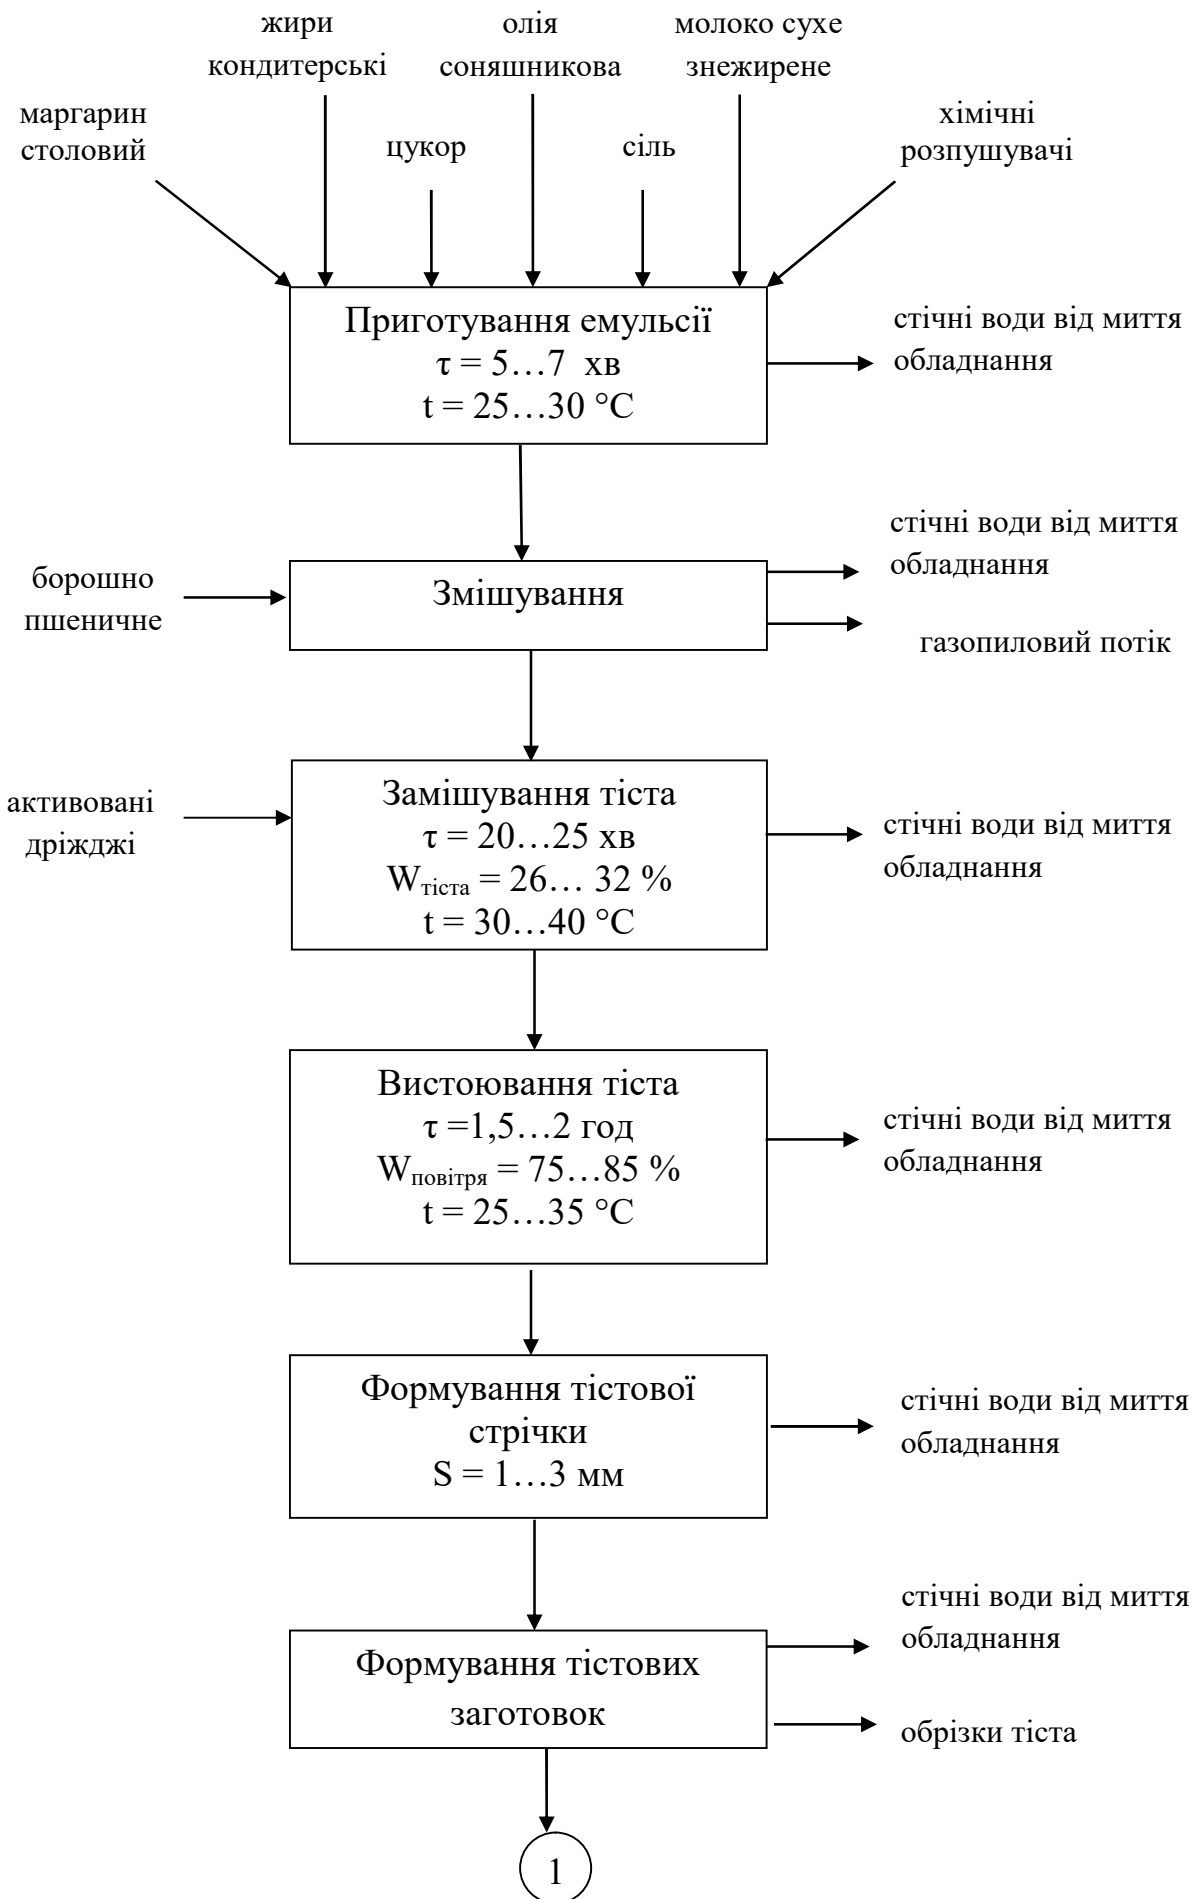 жири
кондитерські
олія
соняшникова
молоко сухе
знежирене
маргарин
столовий
цукор
сіль
хімічні
розпушувачі
Приготування емульсії
τ = 5…7 хв
t = 25…30 °С
стічні води від миття
обладнання
борошно
пшеничне
Змішування
стічні води від миття
обладнання
газопиловий потік
активовані
дріжджі
Замішування тіста
τ = 20…25 хв
Wтіста = 26… 32 %
t = 30…40 °С
стічні води від миття
обладнання
Вистоювання тіста
τ =1,5…2 год
Wповітря = 75…85 %
t = 25…35 °С
стічні води від миття
обладнання
Формування тістової
стрічки
S = 1…3 мм
стічні води від миття
обладнання
Формування тістових
заготовок
стічні води від миття
обладнання
обрізки тіста
1